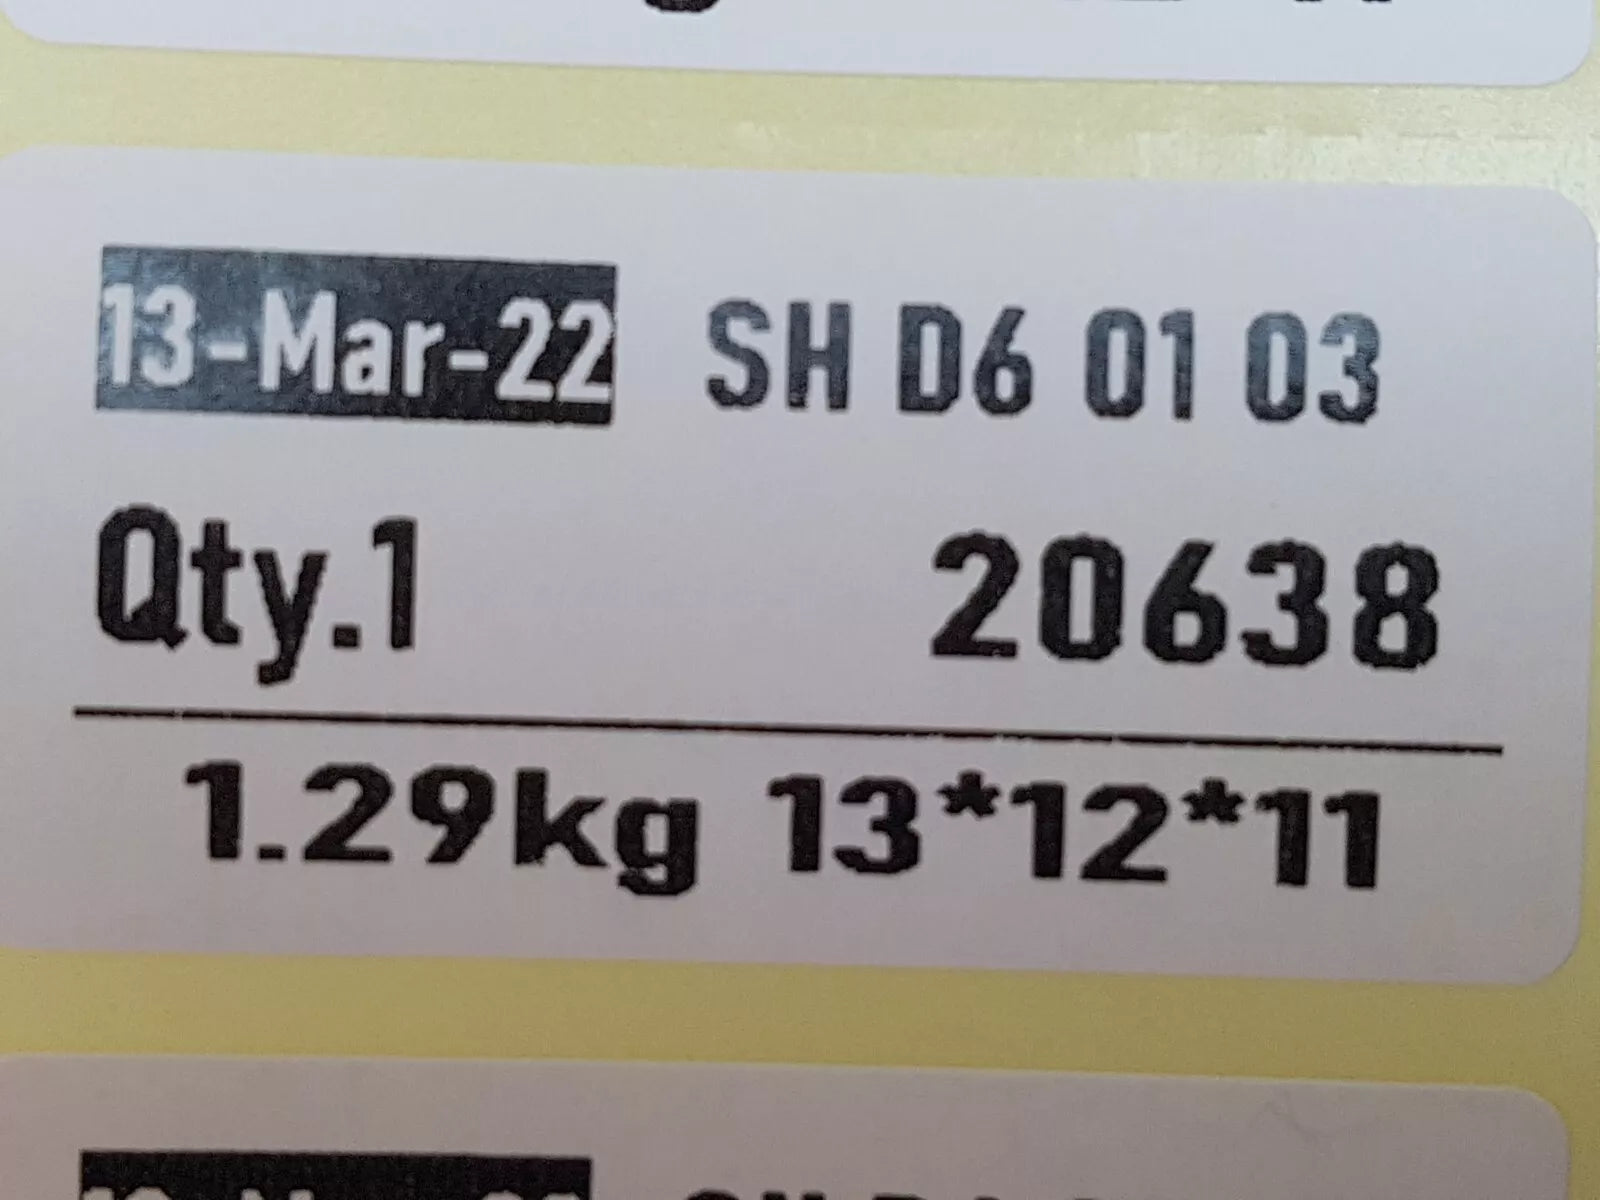 13-Mar-22 SH D6 01 03
Qty.1 20638
1.29kg 13*12*11